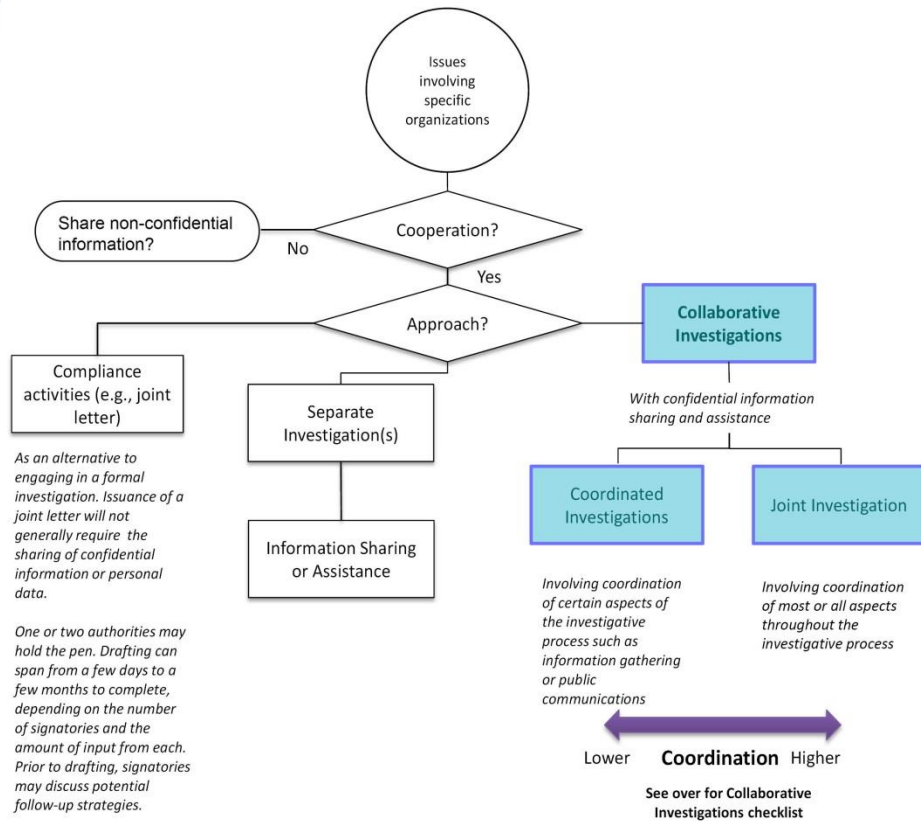 Issues
involving
specific
organizations
Share non-confidential
information?
No
Cooperation?
Yes
Approach?
Collaborative
Investigations
Compliance
activities (e.g., joint
letter)
Separate
Investigation(s)
With confidential information
sharing and assistance
As an alternative to
engaging in a formal
investigation. Issuance of a
joint letter will not
generally require the
sharing of confidential
information or personal
data.
One or two authorities may
hold the pen. Drafting can
span from a few days to a
few months to complete,
depending on the number
of signatories and the
amount of input from each.
Prior to drafting, signatories
may discuss potential
follow-up strategies.
Information Sharing
or Assistance
Coordinated
Investigations
Joint Investigation
Involving coordination
of certain aspects of
the investigative
process such as
information gathering
or public
communications
Involving coordination
of most or all aspects
throughout the
investigative process
Lower Coordination Higher
See over for Collaborative
Investigations checklist